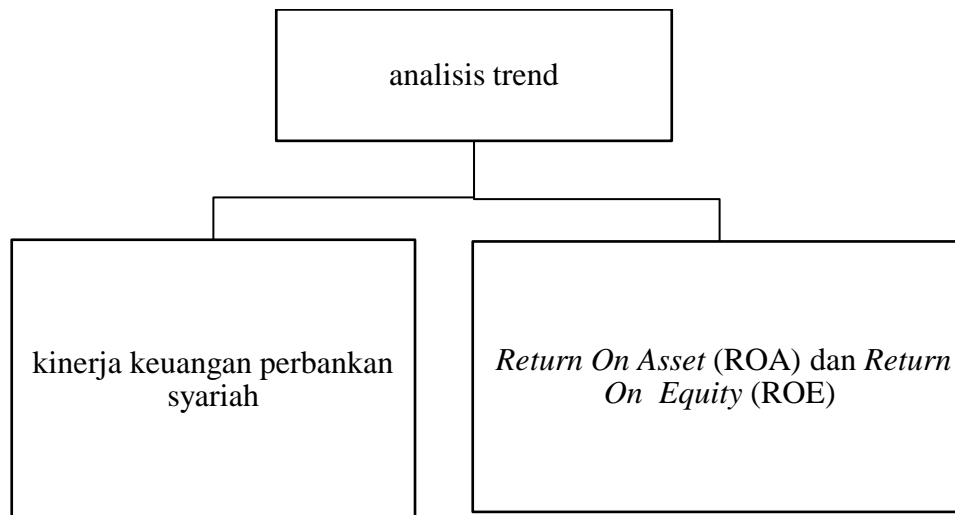 analisis trend
kinerja keuangan perbankan
syariah
Return On Asset (ROA) dan Return
On Equity (ROE)